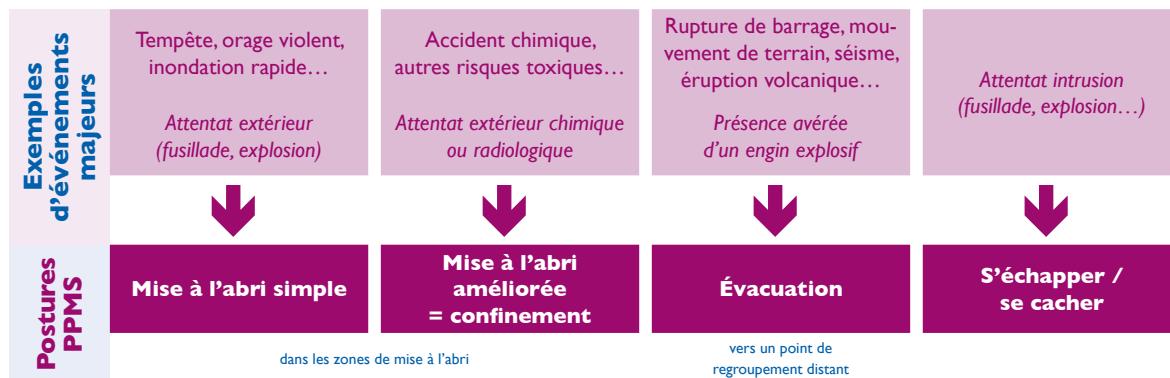 Exemples
d’événements
majeurs
Tempête, orage violent,
inondation rapide…
Attentat extérieur
(fusillade, explosion)
Accident chimique,
autres risques toxiques…
Attentat extérieur chimique
ou radiologique
Rupture de barrage, mou-
vement de terrain, séisme,
éruption volcanique…
Présence avérée
d’un engin explosif
Attentat intrusion
(fusillade, explosion…)
Postures
PPMS
Mise à l’abri simple
Mise à l’abri
améliorée
= confinement
Évacuation
S’échapper /
se cacher
dans les zones de mise à l’abri
vers un point de
regroupement distant